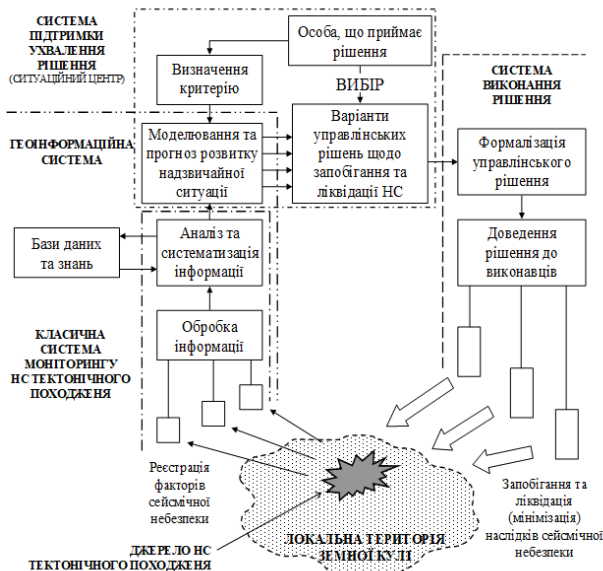 СИСТЕМА
ПІДТРИМКИ
УХВАЛЕННЯ
РІШЕННЯ
(СИТУАЦІЙНИЙ ЦЕНТР)
Особа, що приймає
рішення
Визначення
критерію
ВИБІР
СИСТЕМА
ВИКОНАННЯ
РІШЕННЯ
ГЕОІНФОРМАЦІЙНА
СИСТЕМА
Моделювання та
прогноз розвитку
надзвичайної
ситуації
Варіанти
управлінських
рішень щодо
запобігання та
ліквідації НС
Формалізація
управлінського
рішення
Бази даних
та знань
Аналіз та
систематизація
інформації
Доведення
рішення до
виконавців
КЛАСИЧНА
СИСТЕМА
МОНІТОРИНГУ
НС ТЕКТОНІЧНОГО
ПОХОДЖЕНЯ
Обробка
інформації
Реєстрація
факторів
сейсмічної
небезпеки
ЛОКАЛЬНА ТЕРИТОРІЯ
ЗЕМНОЇ КУЛІ
Запобігання та
ліквідація
(мінімізація)
наслідків сейсмічної
небезпеки
ДЖЕРЕЛО НС
ТЕКТОНІЧНОГО ПОХОДЖЕННЯ